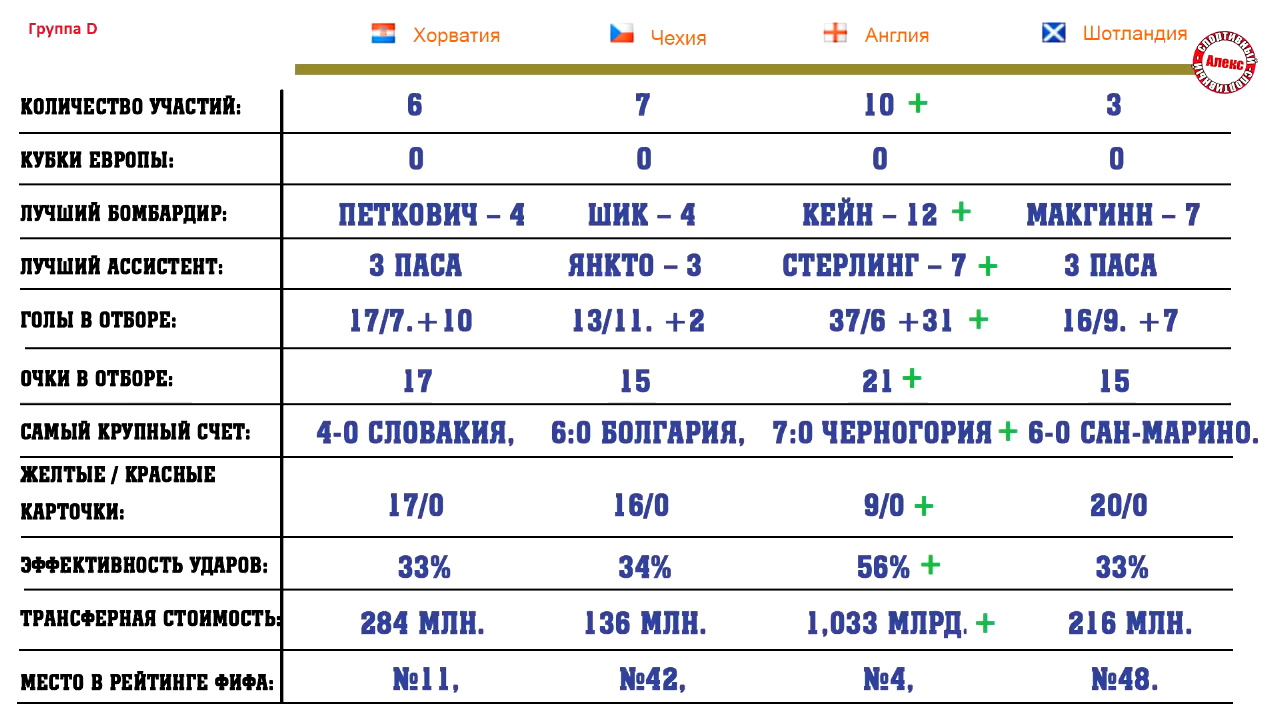 Группа D
Хорватия Чехия Англия Шотландия
СПОРТИВНЫЙ Алекс СПОРТИВНЫЙ
КОЛИЧЕСТВО УЧАСТИЙ: 6 7 10 + 3
КУБКИ ЕВРОПЫ: 0 0 0 0
ЛУЧШИЙ БОМБАРДИР: ПЕТКОВИЧ – 4 ШИК – 4 КЕЙН – 12 + МАКГИНН – 7
ЛУЧШИЙ АССИСТЕНТ: 3 ПАСА ЯНКТО – 3 СТЕРЛИНГ – 7 + 3 ПАСА
ГОЛЫ В ОТБОРЕ: 17/7.+10 13/11. +2 37/6 +31 + 16/9. +7
ОЧКИ В ОТБОРЕ: 17 15 21 + 15
САМЫЙ КРУПНЫЙ СЧЕТ: 4-0 СЛОВАКИЯ, 6:0 БОЛГАРИЯ, 7:0 ЧЕРНОГОРИЯ + 6-0 САН-МАРИНО.
ЖЕЛТЫЕ / КРАСНЫЕ
КАРТОЧКИ: 17/0 16/0 9/0 + 20/0
ЭФФЕКТИВНОСТЬ УДАРОВ: 33% 34% 56% + 33%
ТРАНСФЕРНАЯ СТОИМОСТЬ: 284 МЛН. 136 МЛН. 1,033 МЛРД. + 216 МЛН.
МЕСТО В РЕЙТИНГЕ ФИФА: №11, №42, №4, №48.